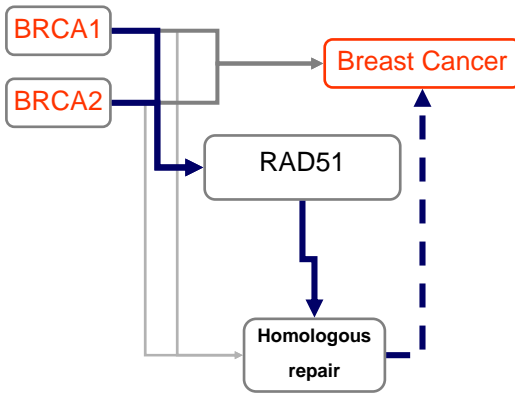 BRCA1
Breast Cancer
BRCA2
RAD51
Homologous
repair